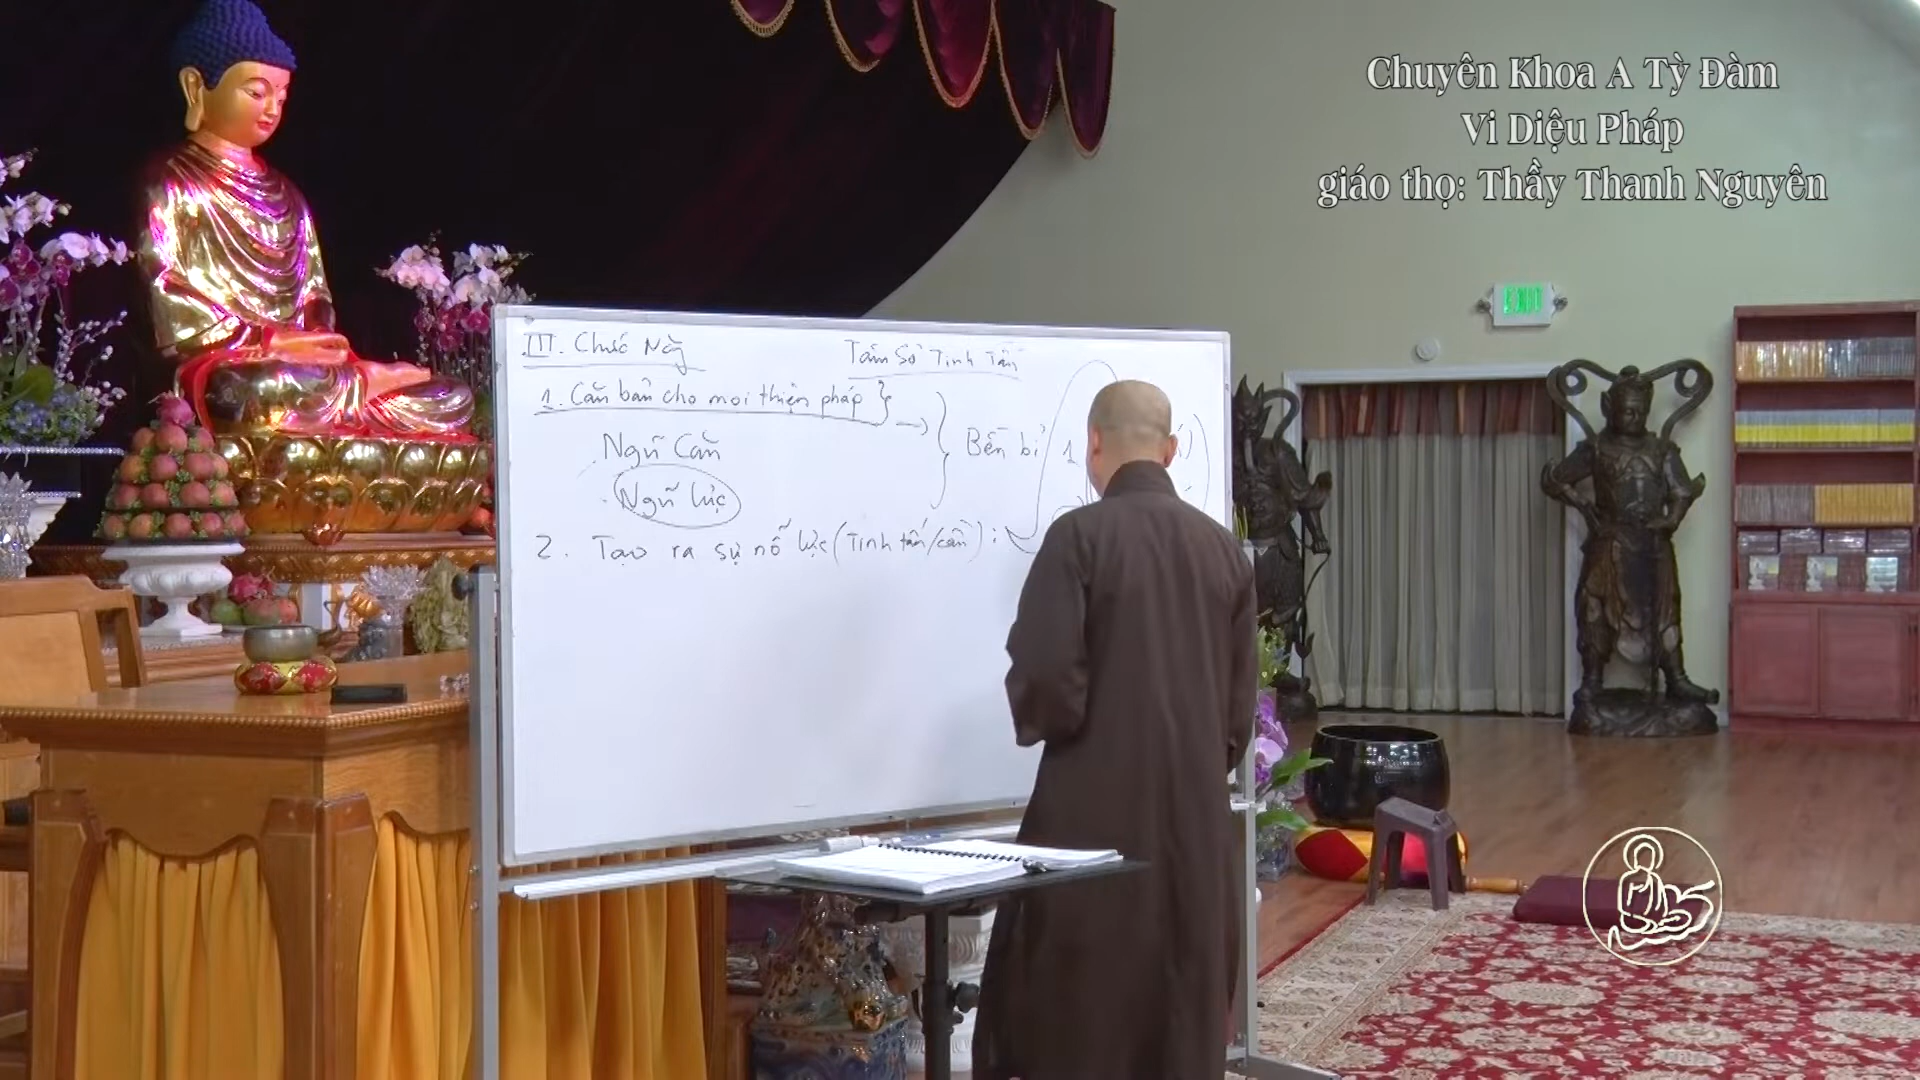 Chuyên Khoa A Tỳ Đàm
Vi Diệu Pháp
giáo thọ: Thầy Thanh Nguyên
EXIT
III. Chức Năng
Tâm Sở Tinh Tấn
1. Căn bản cho mọi thiện pháp
Bền bỉ 1
Ngũ Căn
Ngũ lực
2. Tạo ra sự nỗ lực (Tinh tấn/cần):